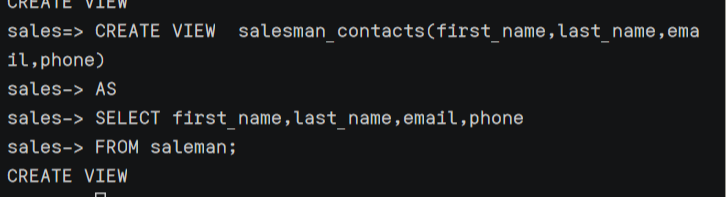 CREATE VIEW
sales=> CREATE VIEW  salesman_contacts(first_name,last_name,ema
il,phone)
sales-> AS
sales-> SELECT first_name,last_name,email,phone
sales-> FROM saleman;
CREATE VIEW